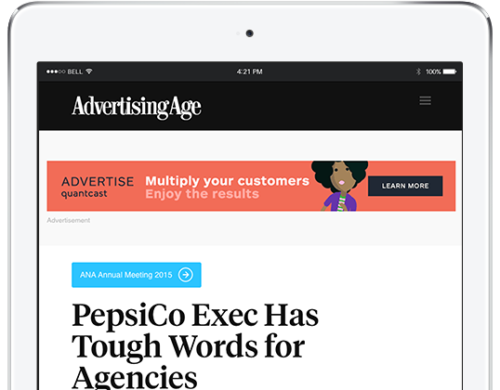 BELL 4:21 PM 100%
AdvertisingAge
ADVERTISE Multiply your customers
quantcast Enjoy the results
LEARN MORE
Advertisement
ANA Annual Meeting 2015
PepsiCo Exec Has
Tough Words for
Agencies